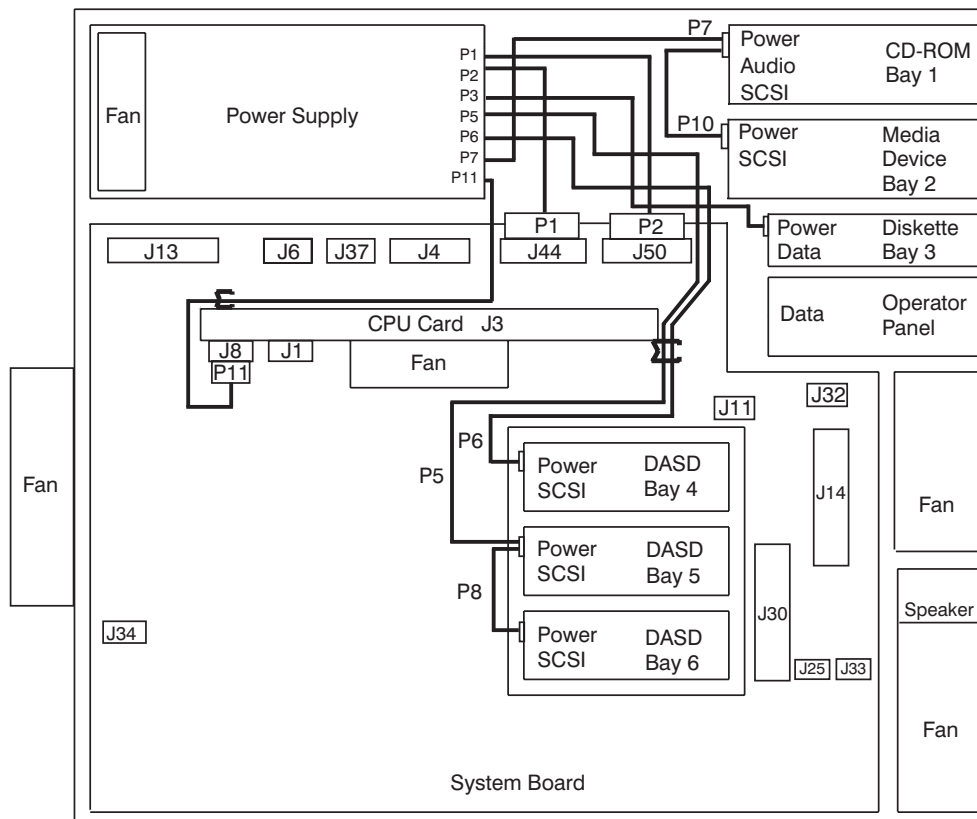 Fan
Power Supply
P1
P2
P3
P5
P6
P7
P11
P7
Power
Audio
SCSI
CD-ROM
Bay 1
P10
Power
SCSI
Media
Device
Bay 2
Power
Data
Diskette
Bay 3
Data
Operator
Panel
J13
J6
J37
J4
P1
J44
P2
J50
CPU Card J3
J8
P11
J1
Fan
Fan
J11
J32
J14
Fan
P6
P5
P8
Power
SCSI
DASD
Bay 4
Power
SCSI
DASD
Bay 5
Power
SCSI
DASD
Bay 6
J30
J25
J33
J34
Speaker
Fan
System Board